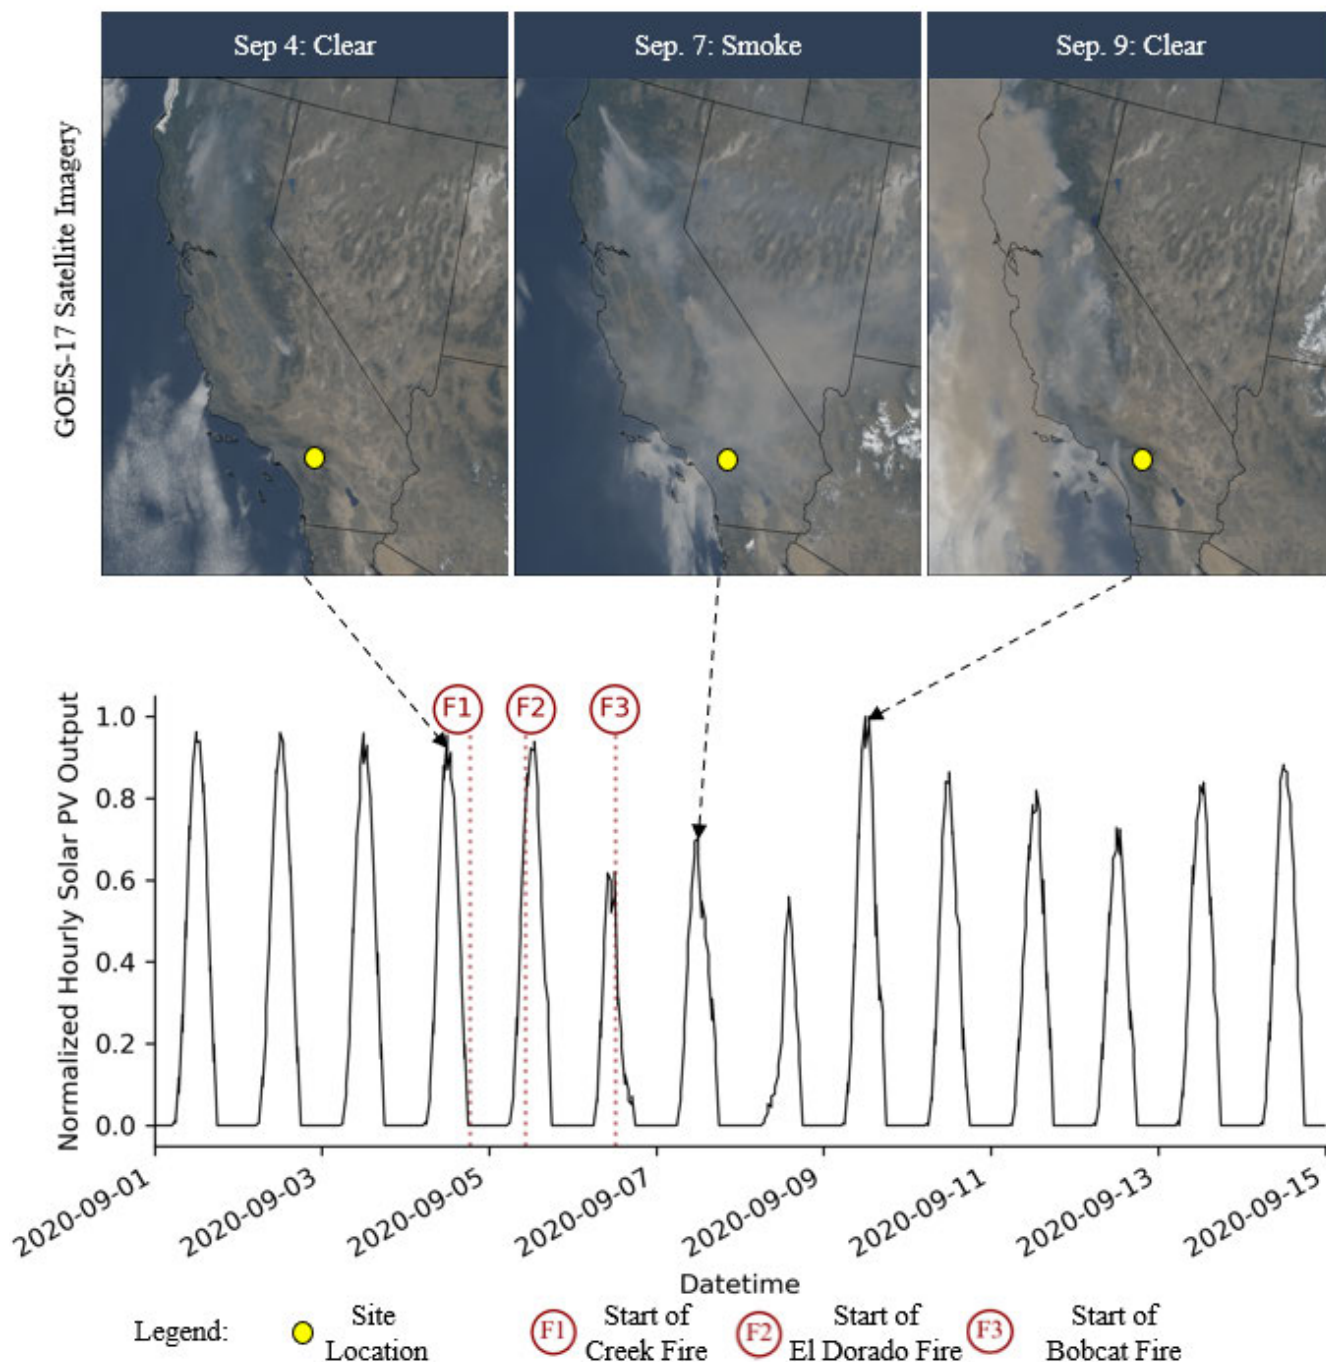 Sep 4: Clear
Sep. 7: Smoke
Sep. 9: Clear
GOES-17 Satellite Imagery
F1
F2
F3
Normalized Hourly Solar PV Output
1.0
0.8
0.6
0.4
0.2
0.0
2020-09-01
2020-09-03
2020-09-05
2020-09-07
2020-09-09
2020-09-11
2020-09-13
2020-09-15
Datetime
Legend:
Site
Location
F1
Start of
Creek Fire
F2
Start of
El Dorado Fire
F3
Start of
Bobcat Fire